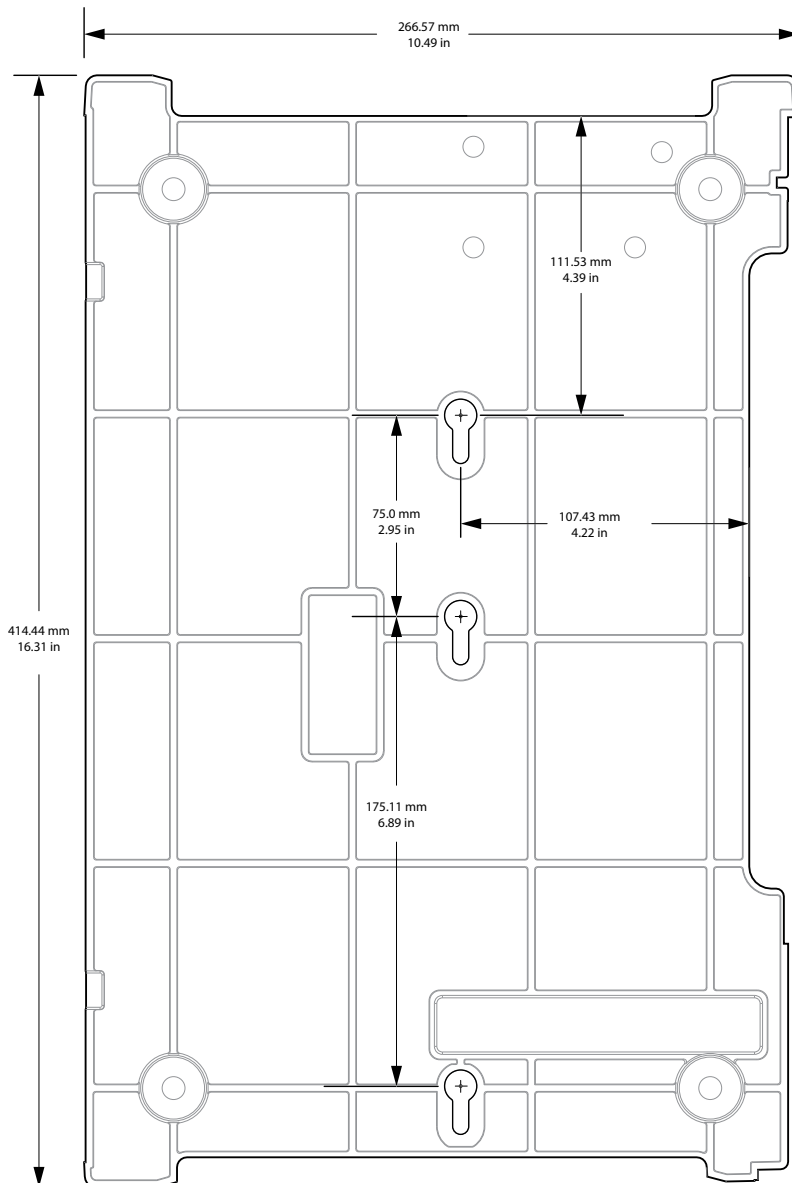 266.57 mm
10.49 in
111.53 mm
4.39 in
75.0 mm
2.95 in
107.43 mm
4.22 in
414.44 mm
16.31 in
175.11 mm
6.89 in